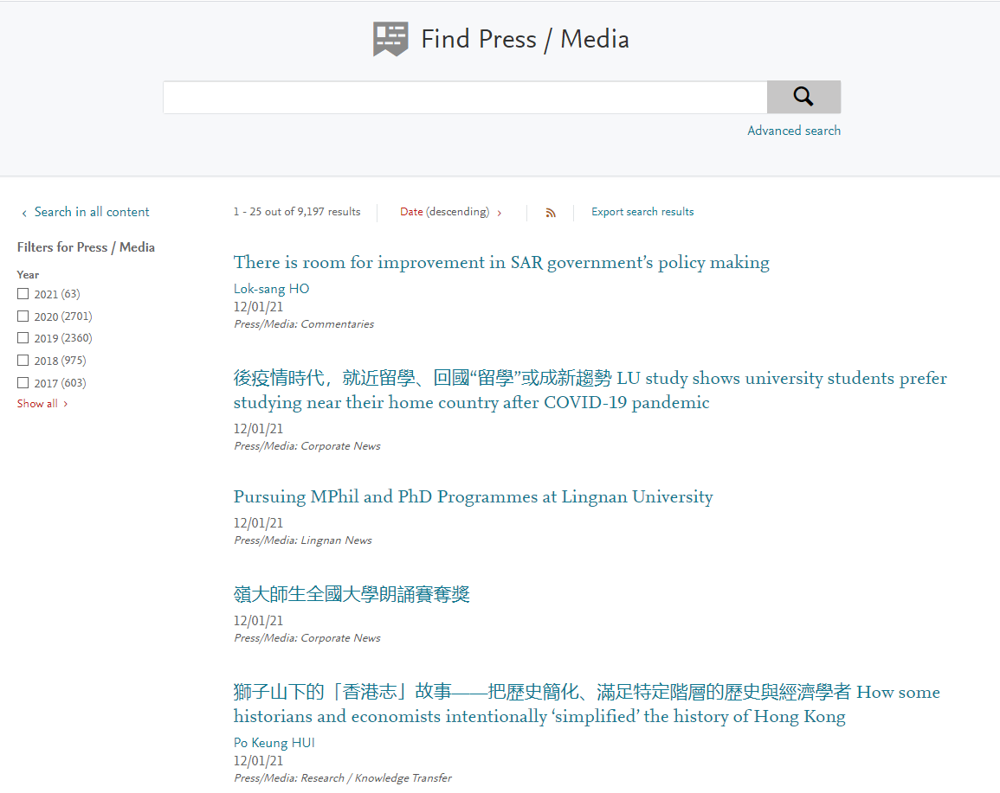 Find Press / Media
Advanced search
‹ Search in all content
1 - 25 out of 9,197 results
Date (descending) ›
Export search results
Filters for Press / Media
Year
2021 (63)
2020 (2701)
2019 (2360)
2018 (975)
2017 (603)
Show all ›
There is room for improvement in SAR government’s policy making
Lok-sang HO
12/01/21
Press/Media: Commentaries
後疫情時代，就近留學、回國“留學”或成新趨勢 LU study shows university students prefer
studying near their home country after COVID-19 pandemic
12/01/21
Press/Media: Corporate News
Pursuing MPhil and PhD Programmes at Lingnan University
12/01/21
Press/Media: Lingnan News
嶺大師生全國大學朗誦賽奪獎
12/01/21
Press/Media: Corporate News
獅子山下的「香港志」故事——把歷史簡化、滿足特定階層的歷史與經濟學者 How some
historians and economists intentionally ‘simplified’ the history of Hong Kong
Po Keung HUI
12/01/21
Press/Media: Research / Knowledge Transfer